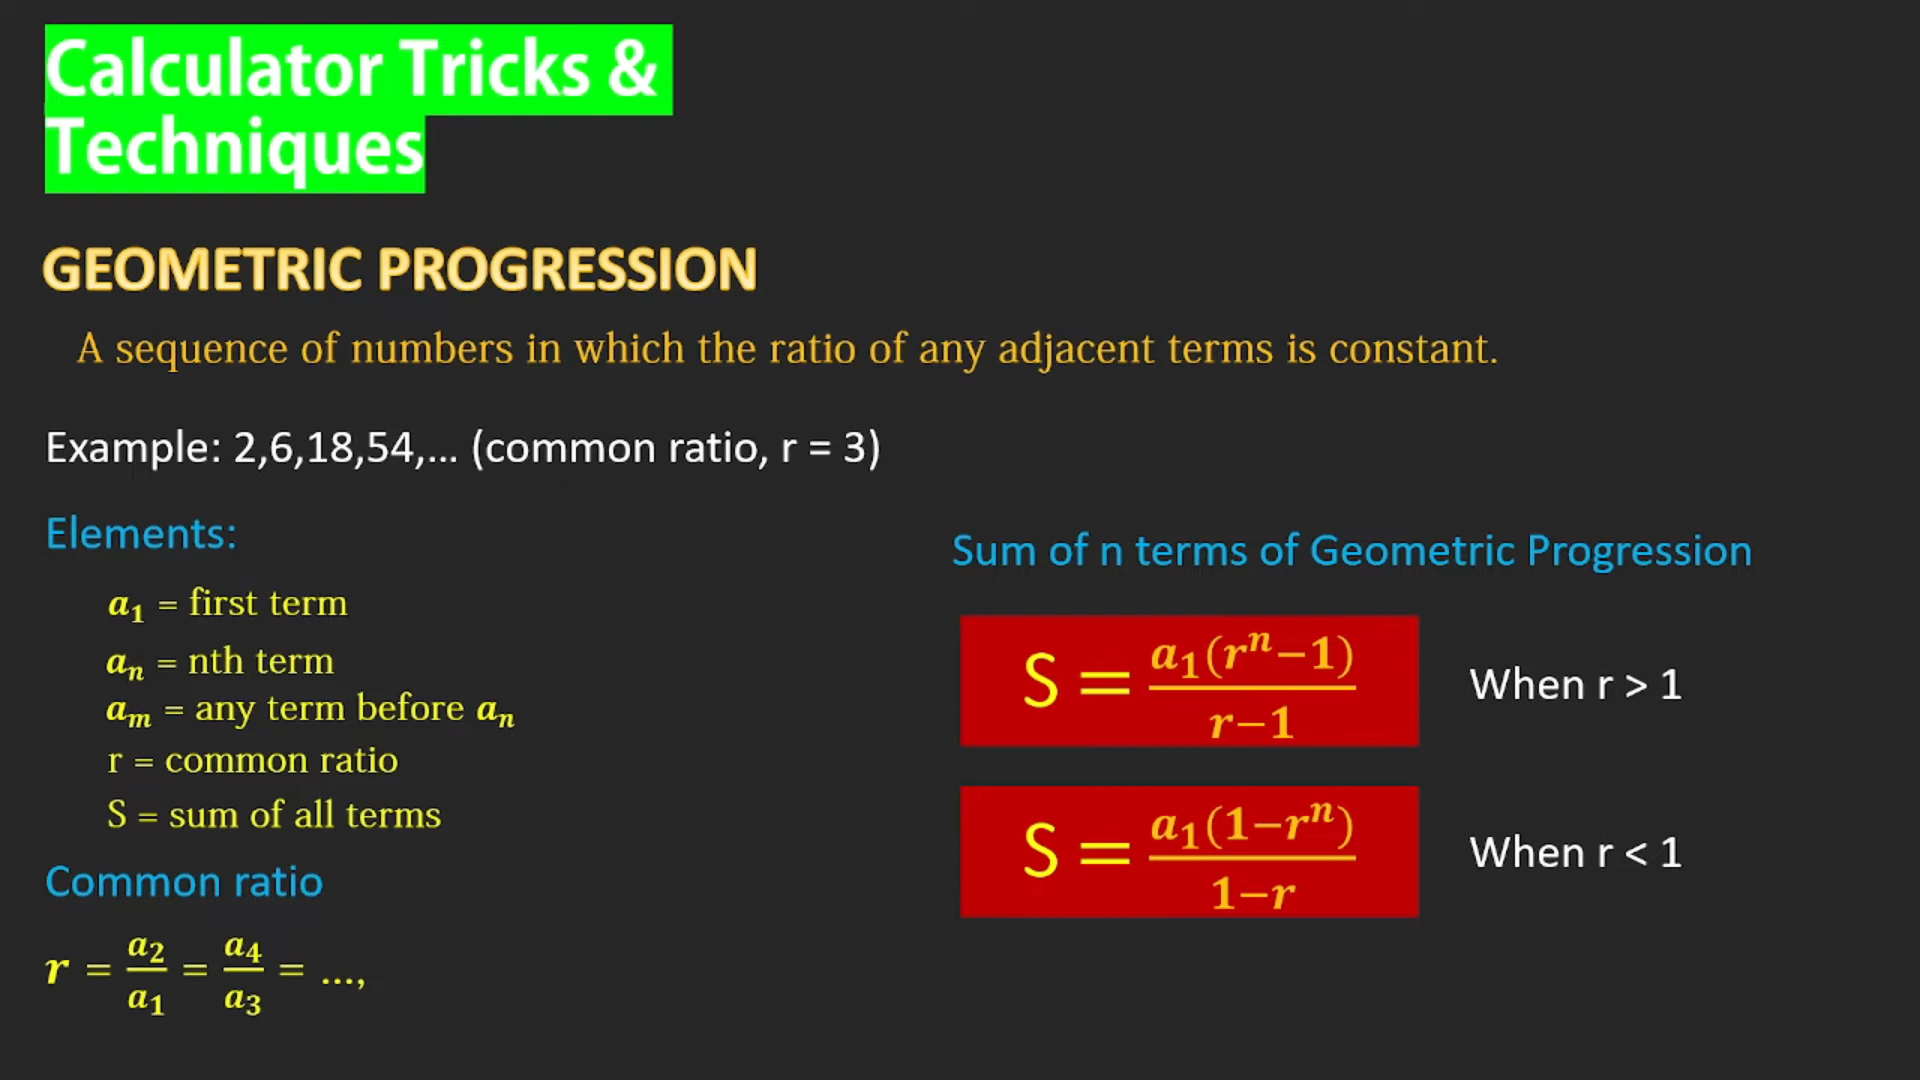 Calculator Tricks &
Techniques
GEOMETRIC PROGRESSION
A sequence of numbers in which the ratio of any adjacent terms is constant.
Example: 2,6,18,54,... (common ratio, r = 3)
Elements:
a₁ = first term
aₙ = nth term
aₘ = any term before aₙ
r = common ratio
S = sum of all terms
Common ratio
r = a₂/a₁ = a₄/a₃ = ...,
Sum of n terms of Geometric Progression
S = a₁(rⁿ−1)/r−1 When r > 1
S = a₁(1−rⁿ)/1−r When r < 1